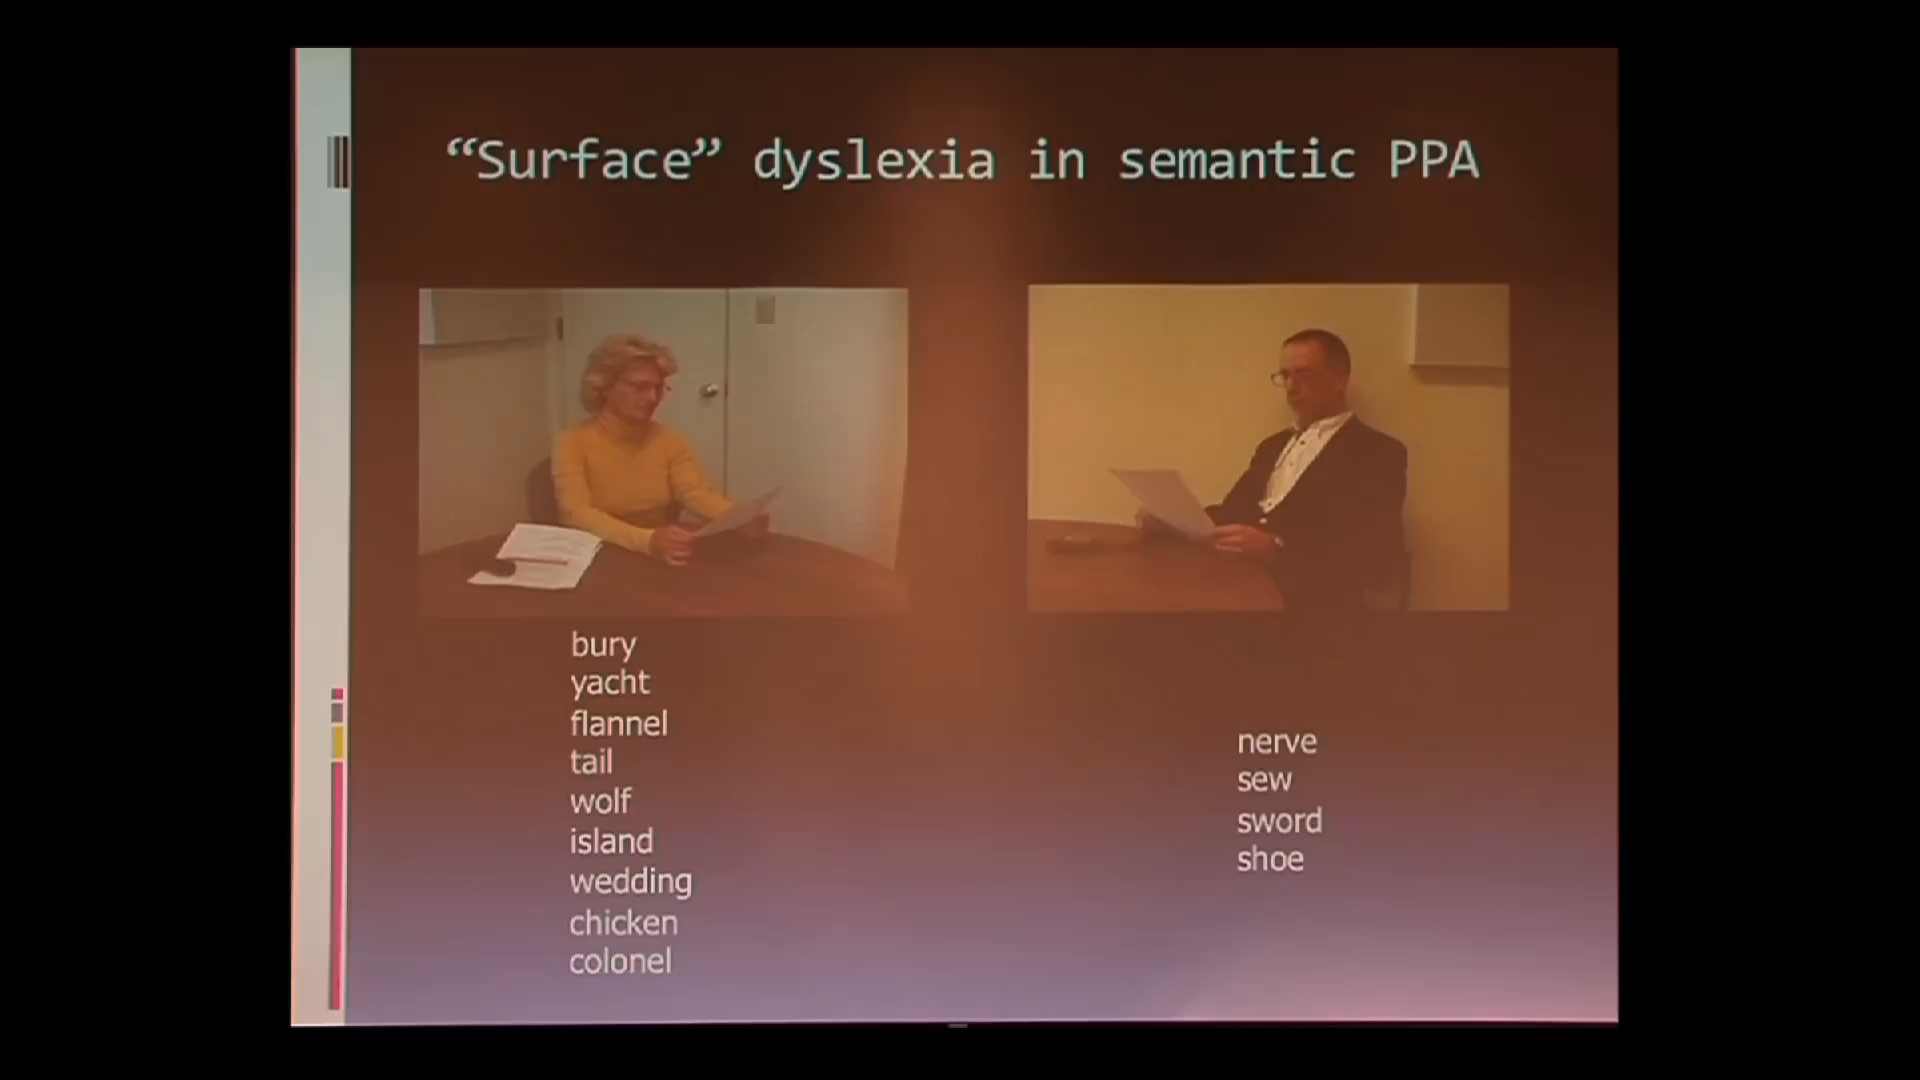 “Surface” dyslexia in semantic PPA
bury
yacht
flannel
tail
wolf
island
wedding
chicken
colonel
nerve
sew
sword
shoe